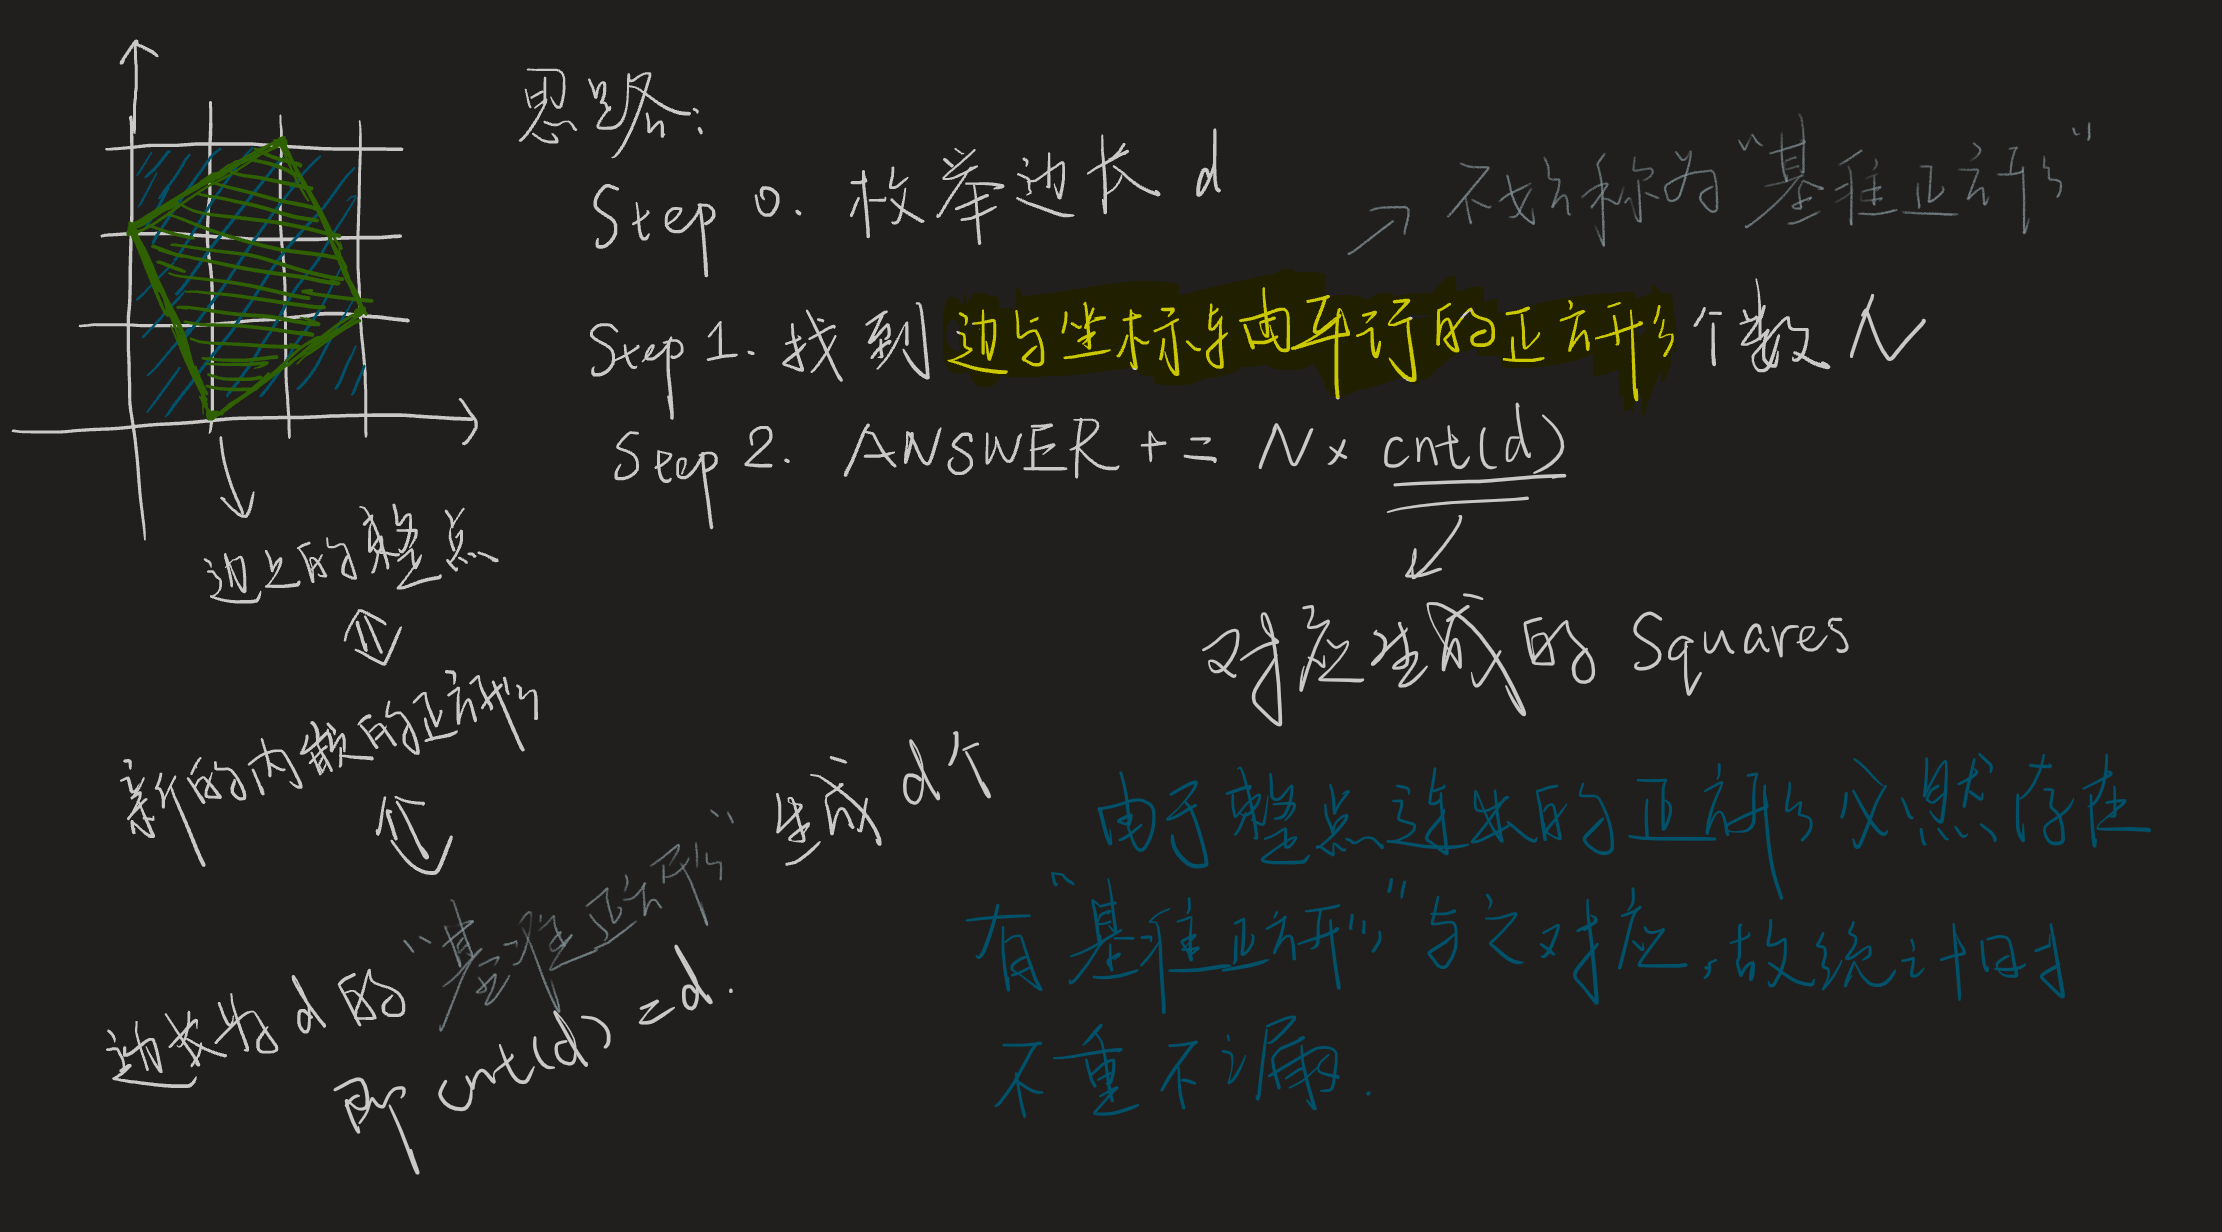 思路:
Step 0. 枚举边长 d
不妨称为“基准正方形”
Step 1. 找到边与坐标轴平行的正方形个数 N
Step 2. ANSWER += N × cnt(d)
对应生成的 Squares
边上的整点
新的内嵌的正方形
边长为 d 的“基准正方形”生成 d个
即 cnt(d) = d.
由于整点连出的正方形必然存在
有“基准正方形”与之对应,故统计时
不重不漏.